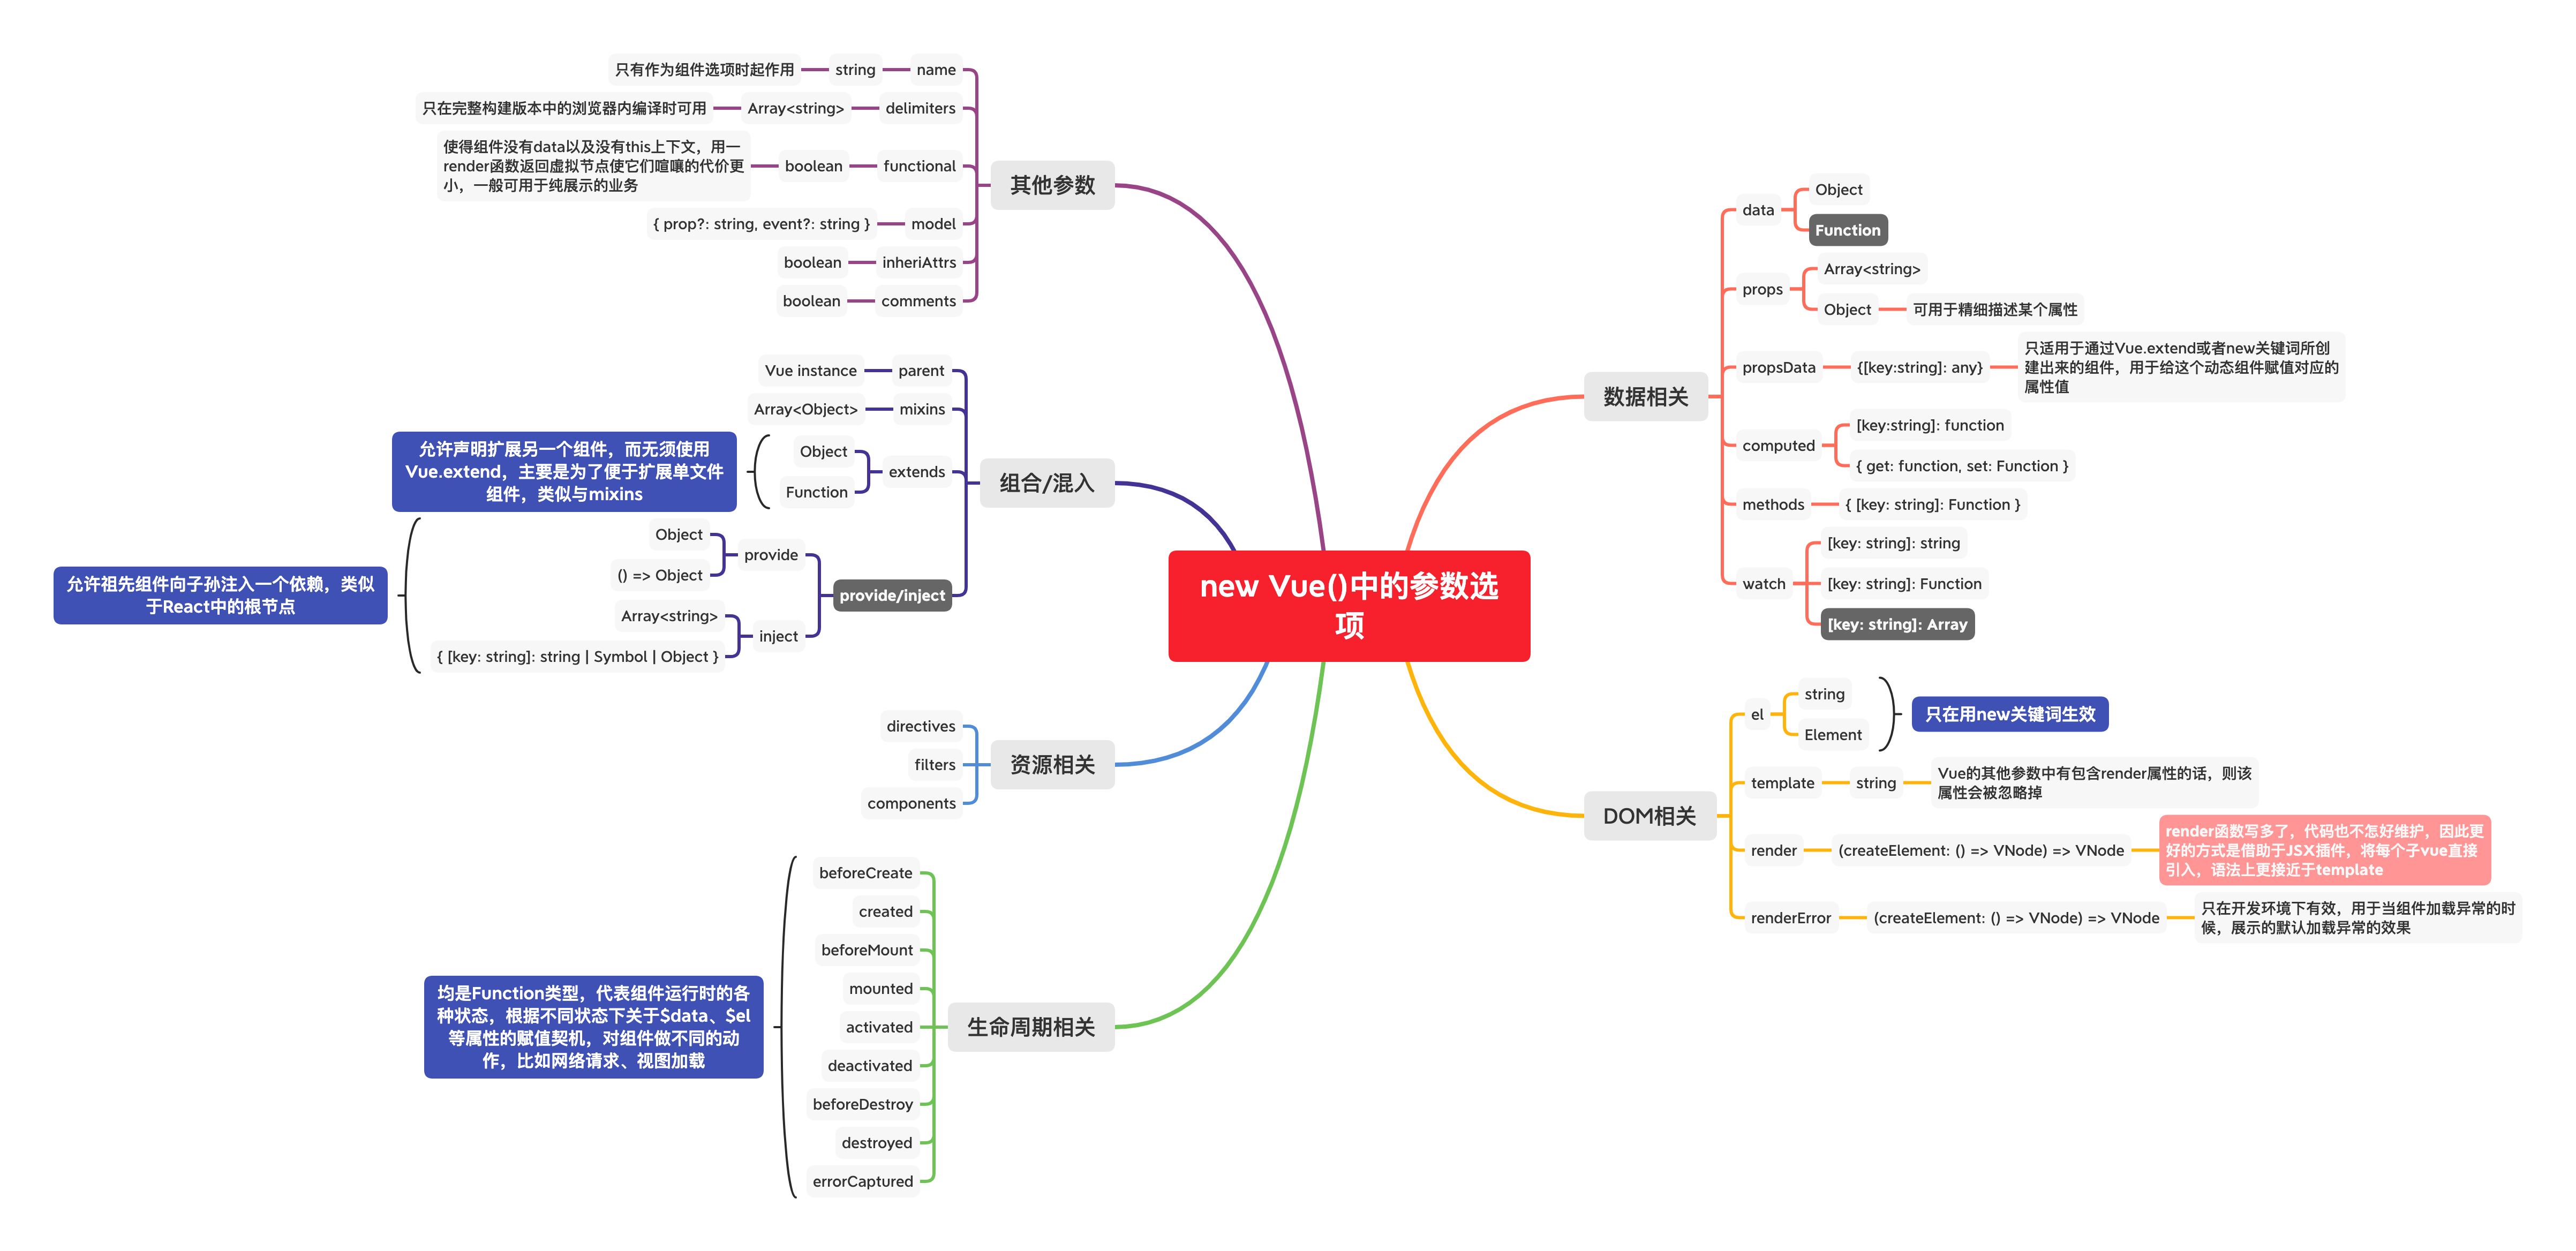 new Vue()中的参数选
项
其他参数
name
string
只有作为组件选项时起作用
delimiters
Array<string>
只在完整构建版本中的浏览器内编译时可用
functional
boolean
使得组件没有data以及没有this上下文，用一
render函数返回虚拟节点使它们喧嚷的代价更
小，一般可用于纯展示的业务
model
{ prop?: string, event?: string }
inheriAttrs
boolean
comments
boolean
组合/混入
parent
Vue instance
mixins
Array<Object>
extends
Object
Function
允许声明扩展另一个组件，而无须使用
Vue.extend，主要是为了便于扩展单文件
组件，类似与mixins
provide/inject
provide
Object
() => Object
inject
Array<string>
{ [key: string]: string | Symbol | Object }
允许祖先组件向子孙注入一个依赖，类似
于React中的根节点
资源相关
directives
filters
components
生命周期相关
beforeCreate
created
beforeMount
mounted
activated
deactivated
beforeDestroy
destroyed
errorCaptured
均是Function类型，代表组件运行时的各
种状态，根据不同状态下关于$data、$el
等属性的赋值契机，对组件做不同的动
作，比如网络请求、视图加载
数据相关
data
Object
Function
props
Array<string>
Object
可用于精细描述某个属性
propsData
{[key:string]: any}
只适用于通过Vue.extend或者new关键词所创
建出来的组件，用于给这个动态组件赋值对应的
属性值
computed
[key:string]: function
{ get: function, set: Function }
methods
{ [key: string]: Function }
watch
[key: string]: string
[key: string]: Function
[key: string]: Array
DOM相关
el
string
Element
只在用new关键词生效
template
string
Vue的其他参数中有包含render属性的话，则该
属性会被忽略掉
render
(createElement: () => VNode) => VNode
render函数写多了，代码也不怎好维护，因此更
好的方式是借助于JSX插件，将每个子vue直接
引入，语法上更接近于template
renderError
(createElement: () => VNode) => VNode
只在开发环境下有效，用于当组件加载异常的时
候，展示的默认加载异常的效果